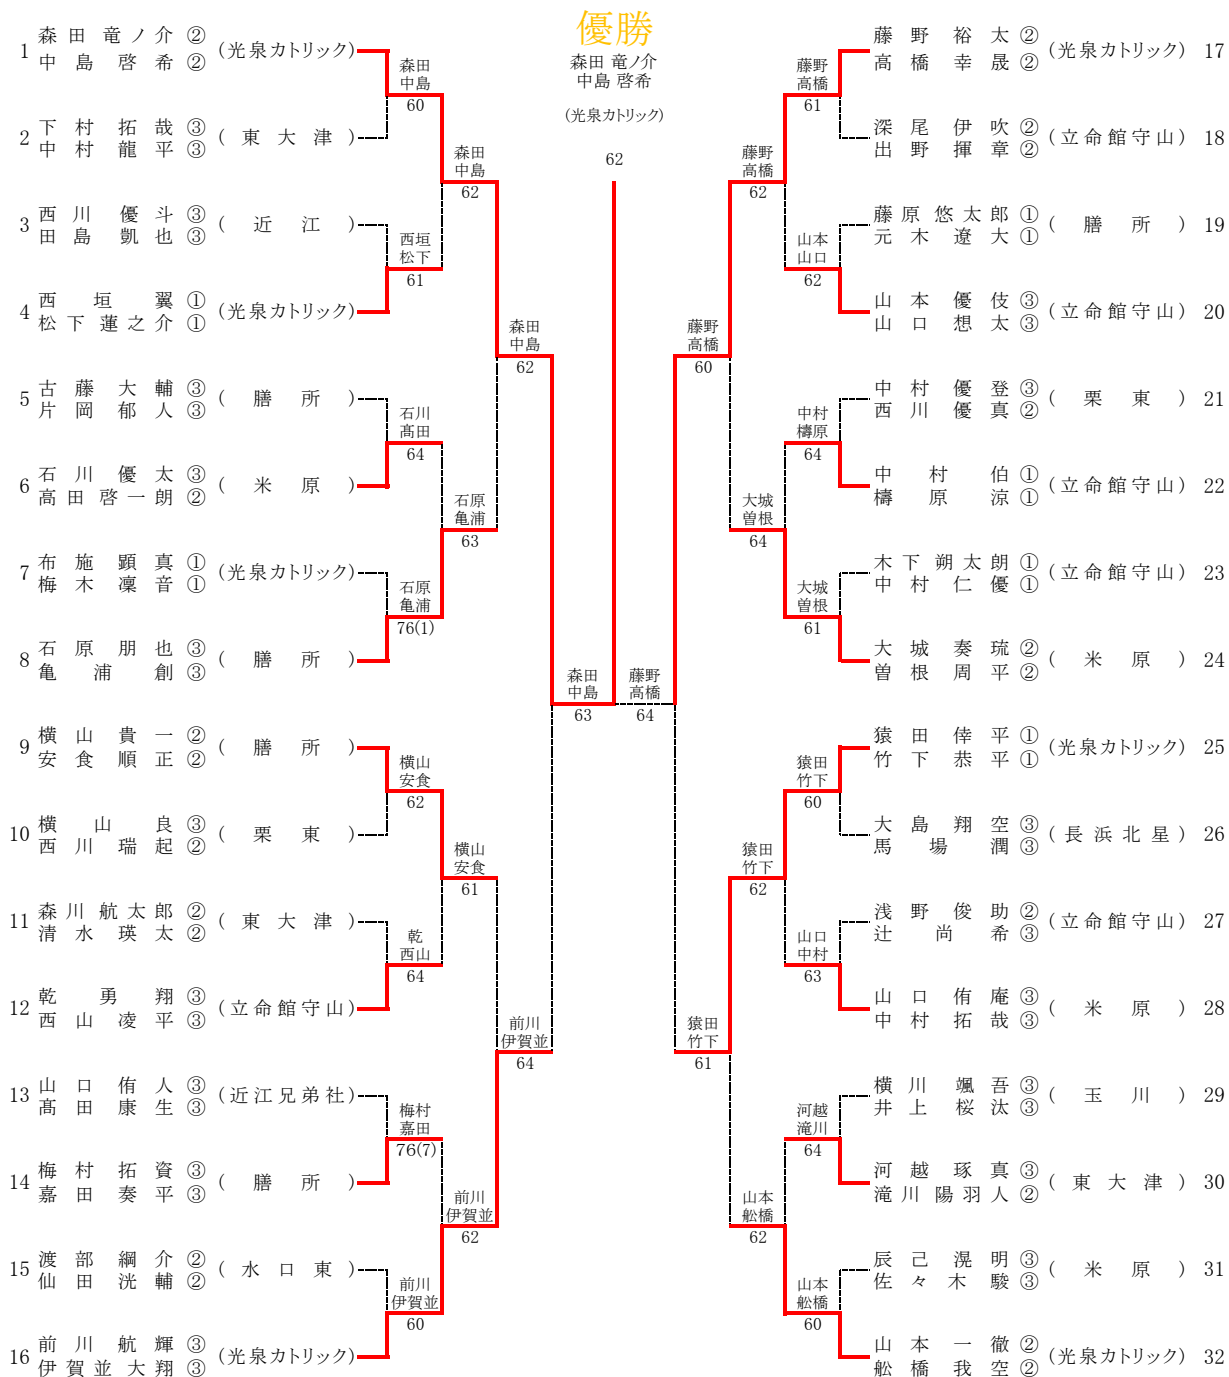 優勝
森田 竜ノ介
中島 啓希
(光泉カトリック)
62
1 森田竜ノ介② (光泉カトリック)
中島啓希②
2 下村拓哉③ (東大津)
中村龍平③
3 西川優斗③ (近江)
田島凱也③
4 西垣翼① (光泉カトリック)
松下蓮之介①
5 古藤大輔③ (膳所)
片岡郁人③
6 石川優太③ (米原)
髙田啓一朗②
7 布施顕真① (光泉カトリック)
梅木凜音①
8 石原朋也③ (膳所)
亀浦創③
9 横山貴一② (膳所)
安食順正②
10 横山良③ (栗東)
西川瑞起②
11 森川航太郎② (東大津)
清水瑛太②
12 乾勇翔③ (立命館守山)
西山凌平③
13 山口侑人③ (近江兄弟社)
髙田康生③
14 梅村拓資③ (膳所)
嘉田奏平③
15 渡部綱介② (水口東)
仙田洸輔②
16 前川航輝③ (光泉カトリック)
伊賀並大翔③
森田
中島
60
西垣
松下
61
石川
髙田
64
石原
亀浦
76(1)
横山
安食
62
乾
西山
64
梅村
嘉田
76(7)
前川
伊賀並
60
森田
中島
62
石原
亀浦
63
横山
安食
61
前川
伊賀並
62
森田
中島
62
前川
伊賀並
64
森田
中島
63
藤野
高橋
64
藤野
高橋
60
猿田
竹下
61
藤野
高橋
62
大城
曽根
64
猿田
竹下
62
山本
舩橋
62
藤野
高橋
61
山本
山口
62
中村
檮原
64
大城
曽根
61
猿田
竹下
60
山口
中村
63
河越
滝川
64
山本
舩橋
60
藤野裕太② (光泉カトリック) 17
高橋幸晟②
深尾伊吹② (立命館守山) 18
出野揮章②
藤原悠太郎① (膳所) 19
元木遼大①
山本優伎③ (立命館守山) 20
山口想太③
中村優登③ (栗東) 21
西川優真②
中村伯① (立命館守山) 22
檮原涼①
木下朔太朗① (立命館守山) 23
中村仁優①
大城奏琉② (米原) 24
曽根周平②
猿田倖平① (光泉カトリック) 25
竹下恭平①
大島翔空③ (長浜北星) 26
馬場潤③
浅野俊助② (立命館守山) 27
辻尚希③
山口侑庵③ (米原) 28
中村拓哉③
横川颯吾③ (玉川) 29
井上桜汰③
河越琢真③ (東大津) 30
滝川陽羽人②
辰己滉明③ (米原) 31
佐々木駿③
山本一徹② (光泉カトリック) 32
舩橋我空②